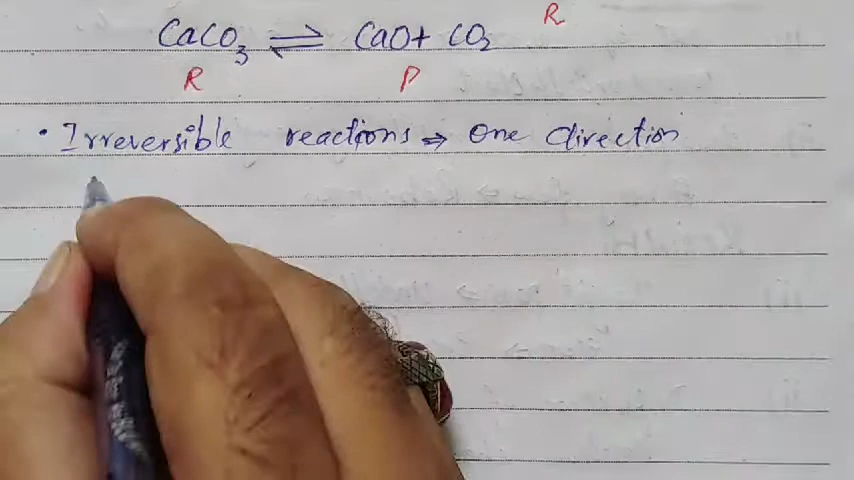 R
CaCO3 ⇌ CaO + CO2
R P
• Irreversible reactions ⇒ One direction